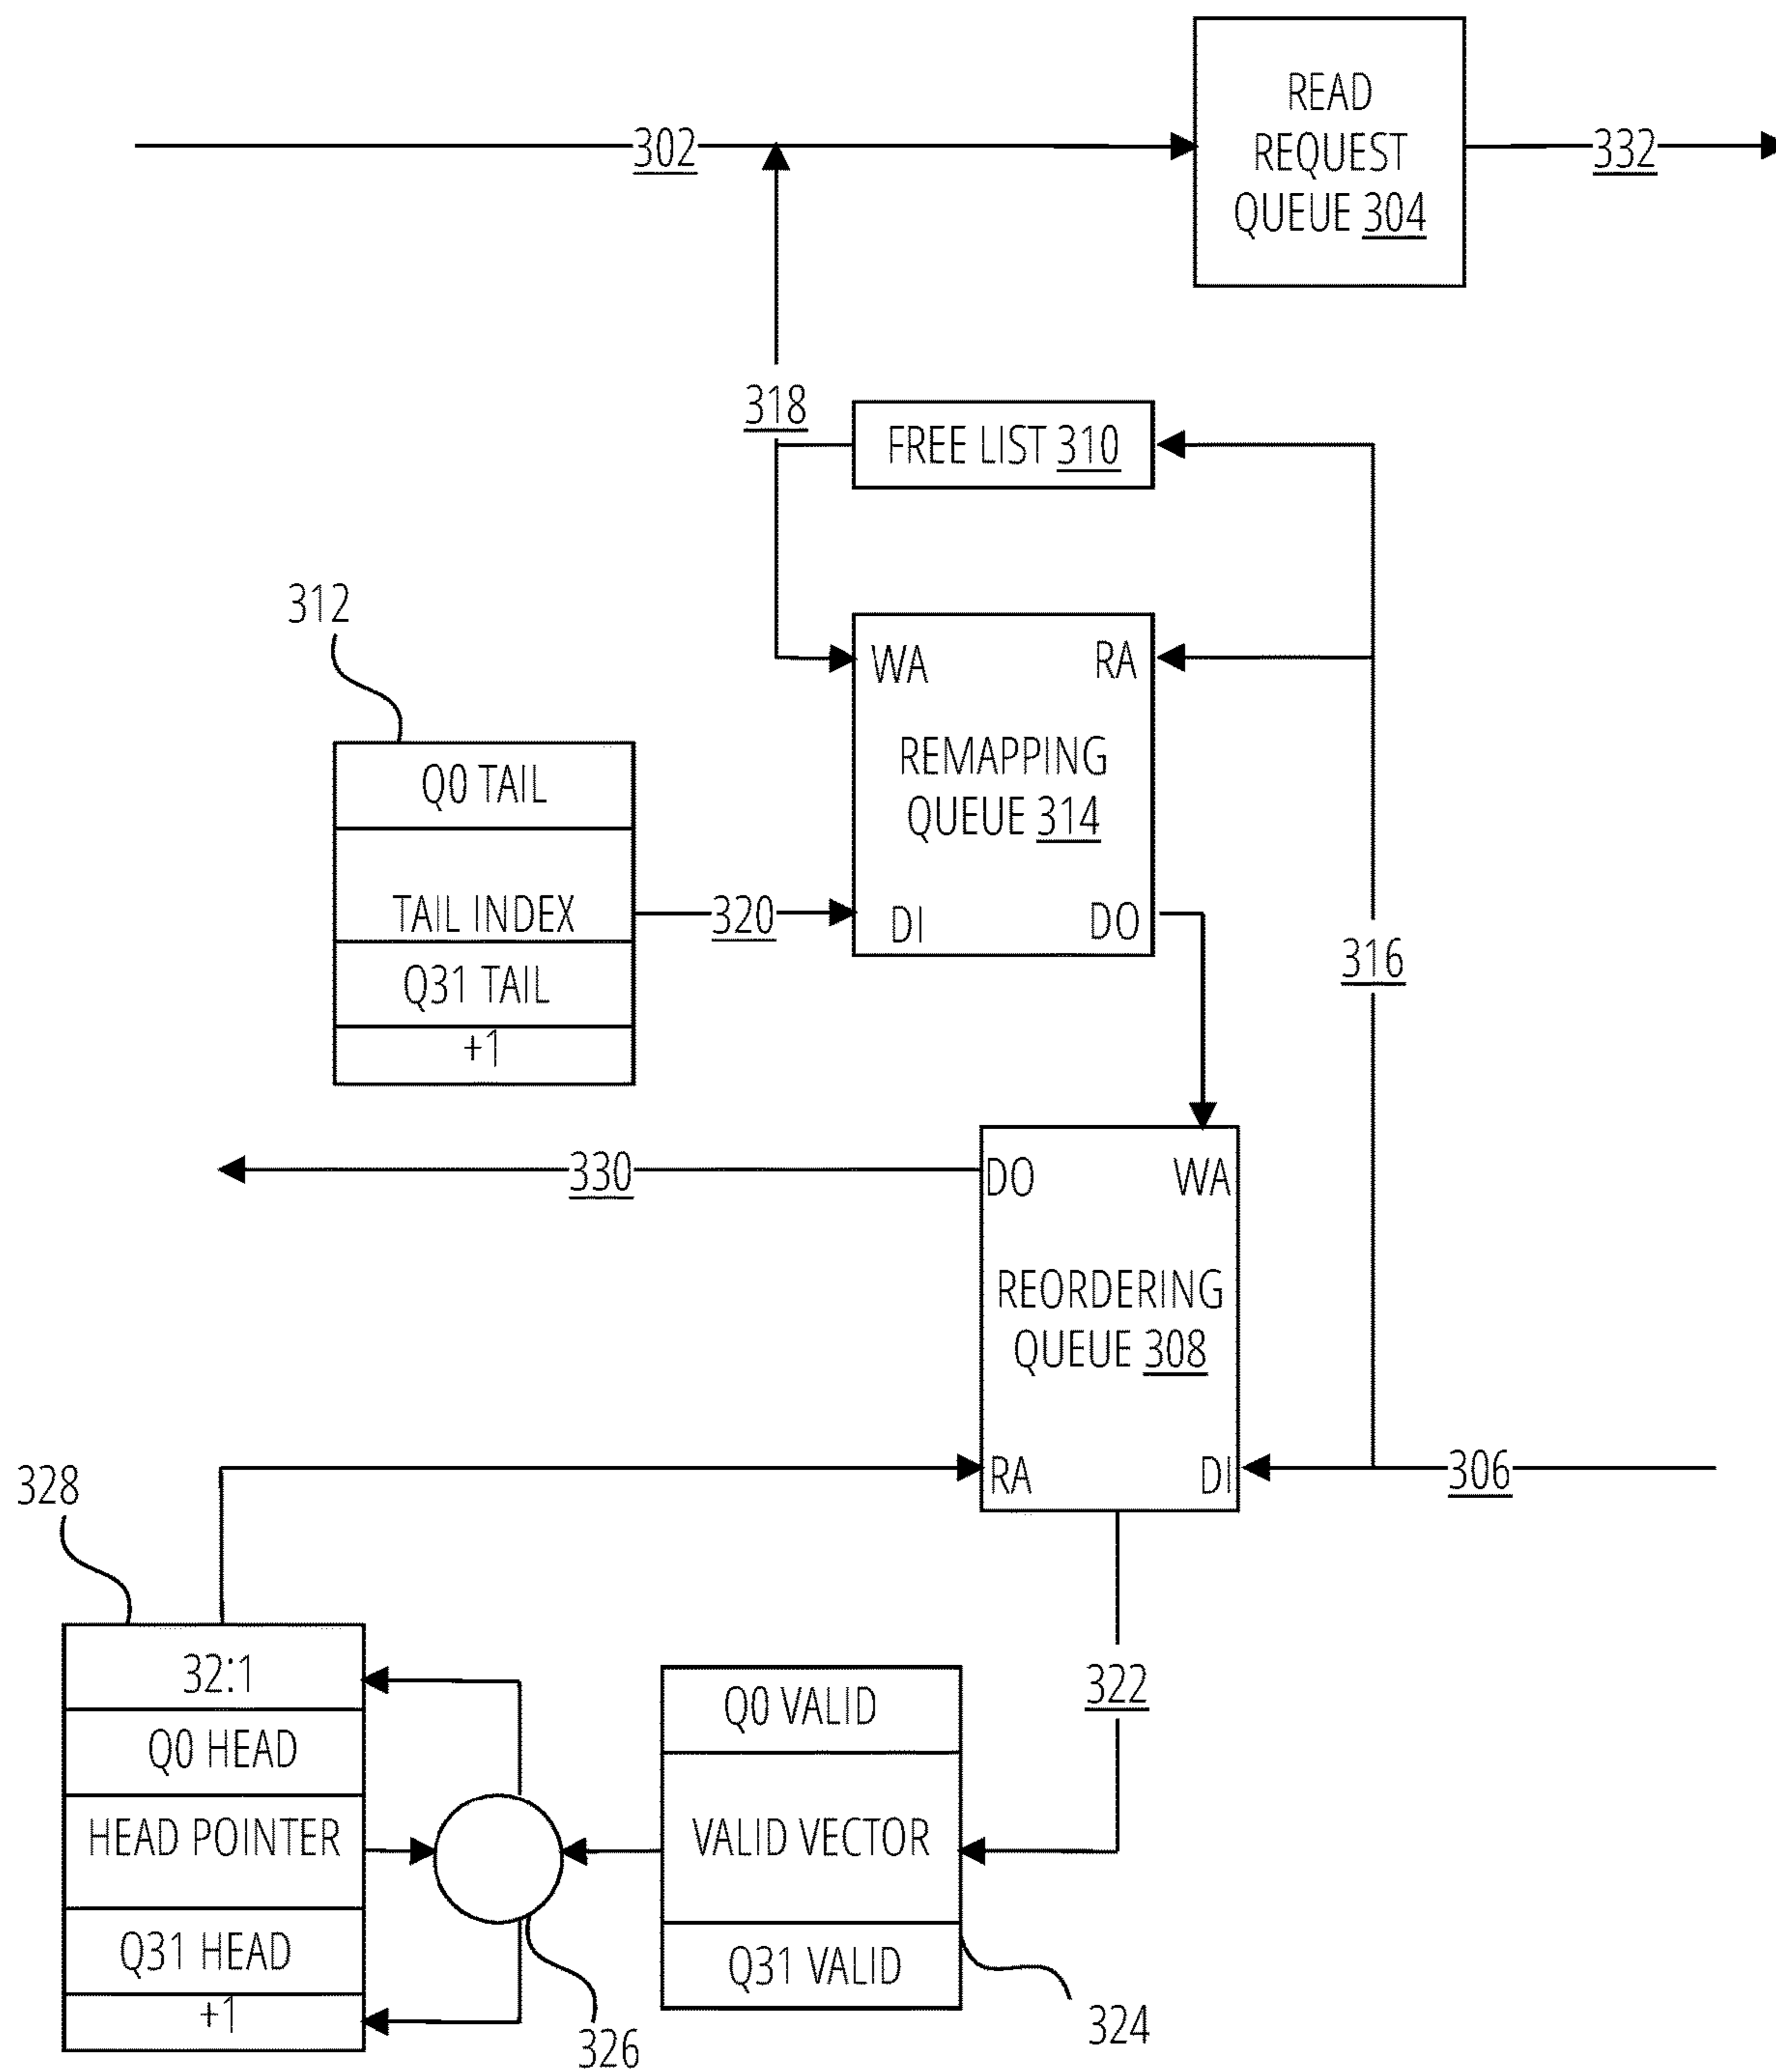 READ
REQUEST
QUEUE 304
302
332
318
FREE LIST 310
312
WA
RA
REMAPPING
QUEUE 314
DI
DO
Q0 TAIL
TAIL INDEX
Q31 TAIL
+1
320
316
330
DO
WA
REORDERING
QUEUE 308
RA
DI
306
328
322
32:1
Q0 HEAD
HEAD POINTER
Q31 HEAD
+1
Q0 VALID
VALID VECTOR
Q31 VALID
326
324